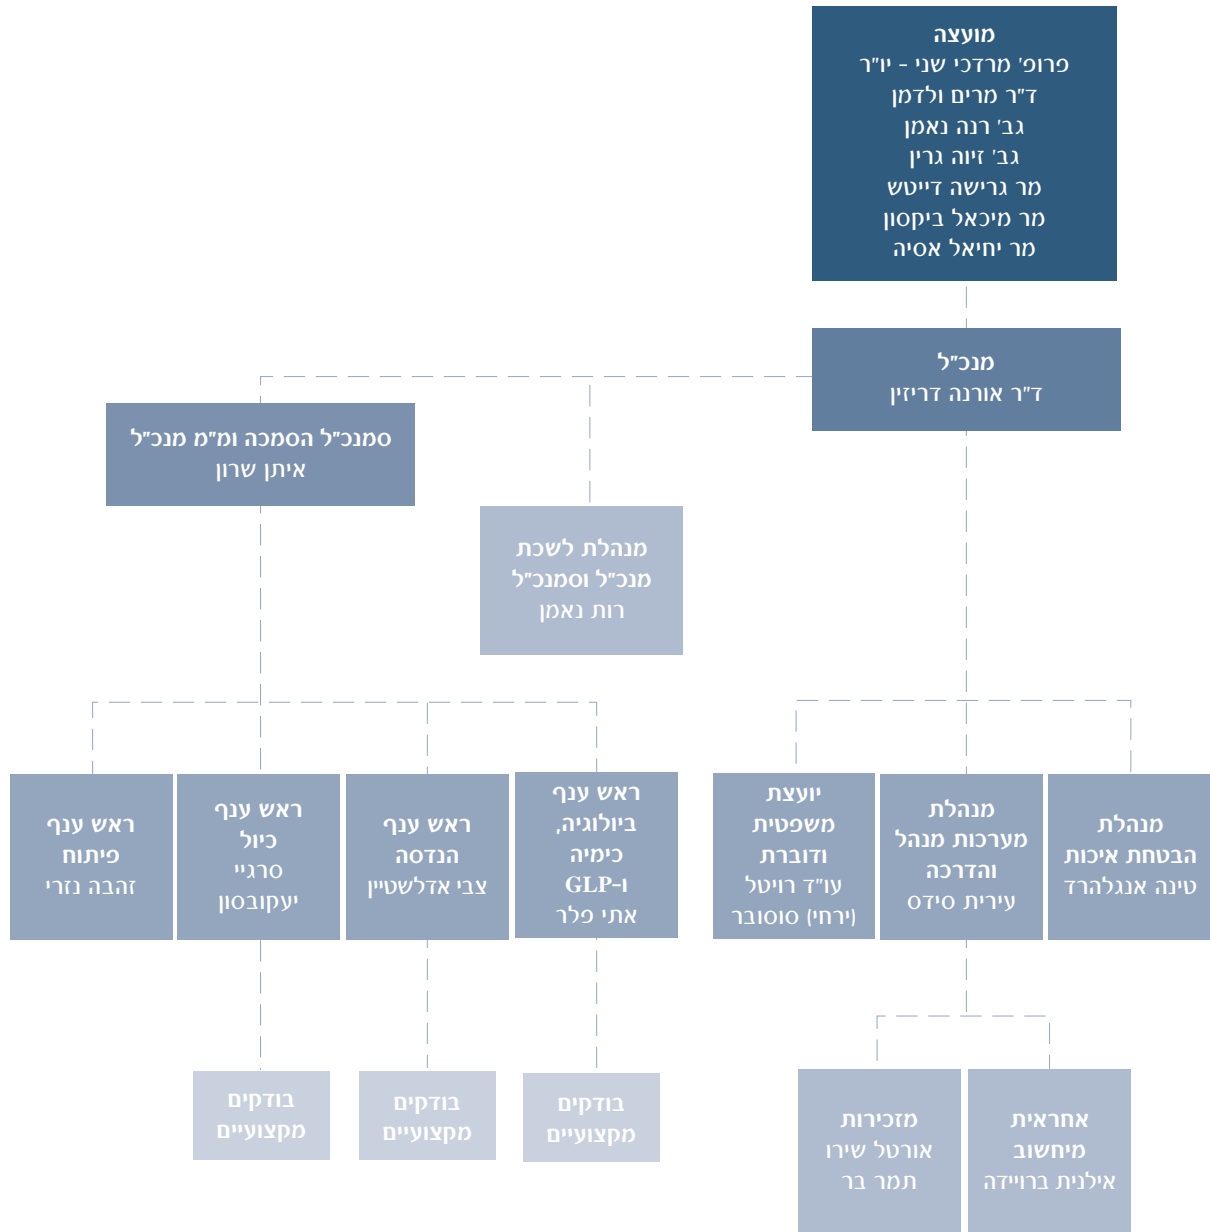 מועצה
פרופ' מרדכי שני - יו"ר
ד"ר מרים ולדמן
גב' רנה נאמן
גב' זיוה גרין
מר גרישה דייטש
מר מיכאל ביקסון
מר יחיאל אסיה
מנכ"ל
ד"ר אורנה דריזין
סמנכ"ל הסמכה ומ"מ מנכ"ל
איתן שרון
מנהלת לשכת
מנכ"ל וסמנכ"ל
רות נאמן
מנהלת
הבטחת איכות
טינה אנגלהרד
מנהלת
מערכות מנהל
והדרכה
עירית סידס
יועצת
משפטית
ודוברת
עו"ד רויטל
(ירחי) סוסובר
ראש ענף
ביולוגיה,
כימיה
ו-GLP
אתי פלר
ראש ענף
הנדסה
צבי אדלשטיין
ראש ענף
כיול
סרגיי
יעקובסון
ראש ענף
פיתוח
זהבה נזרי
אחראית
מיחשוב
אילנית ברויידה
מזכירות
אורטל שירו
תמר בר
בודקים
מקצועיים
בודקים
מקצועיים
בודקים
מקצועיים